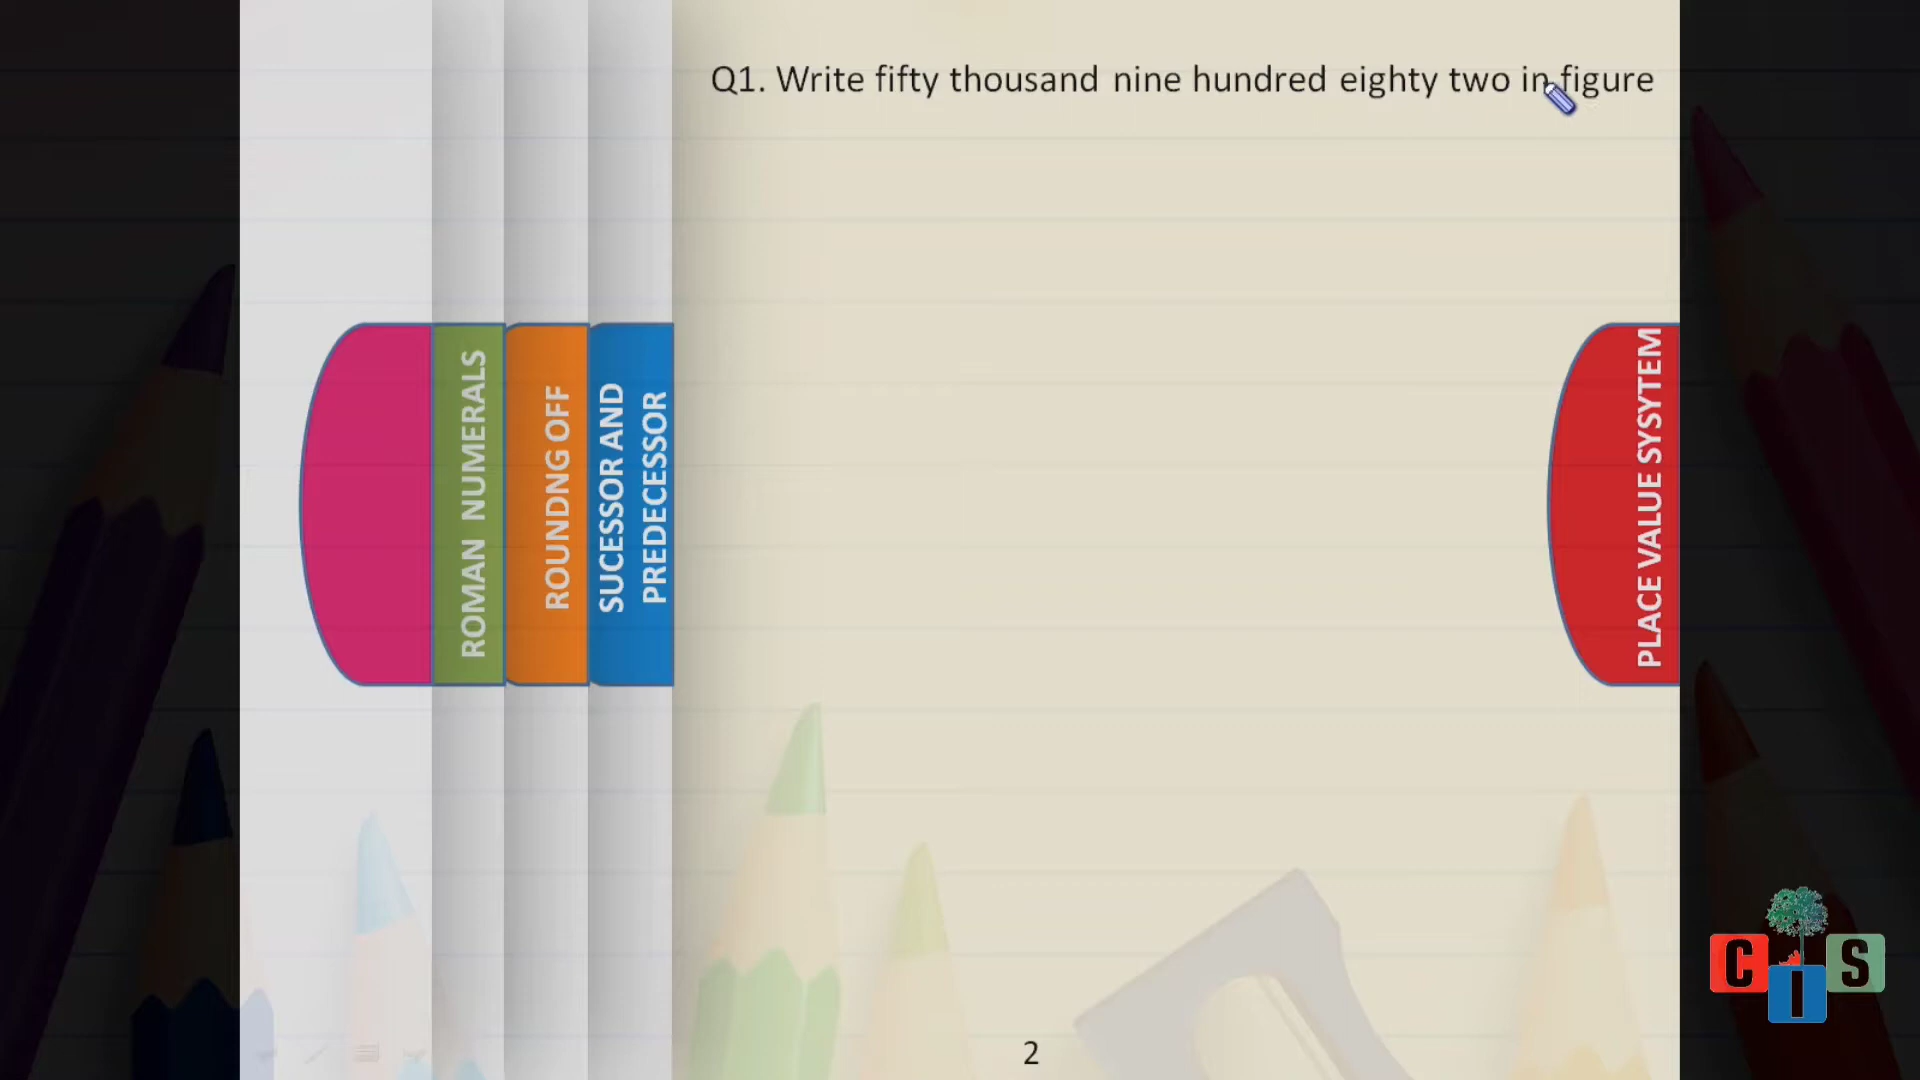 Q1. Write fifty thousand nine hundred eighty two in figure
ROMAN NUMERALS
ROUNDNG OFF
SUCESSOR AND
PREDECESSOR
PLACE VALUE SYSYTEM
2
C I S